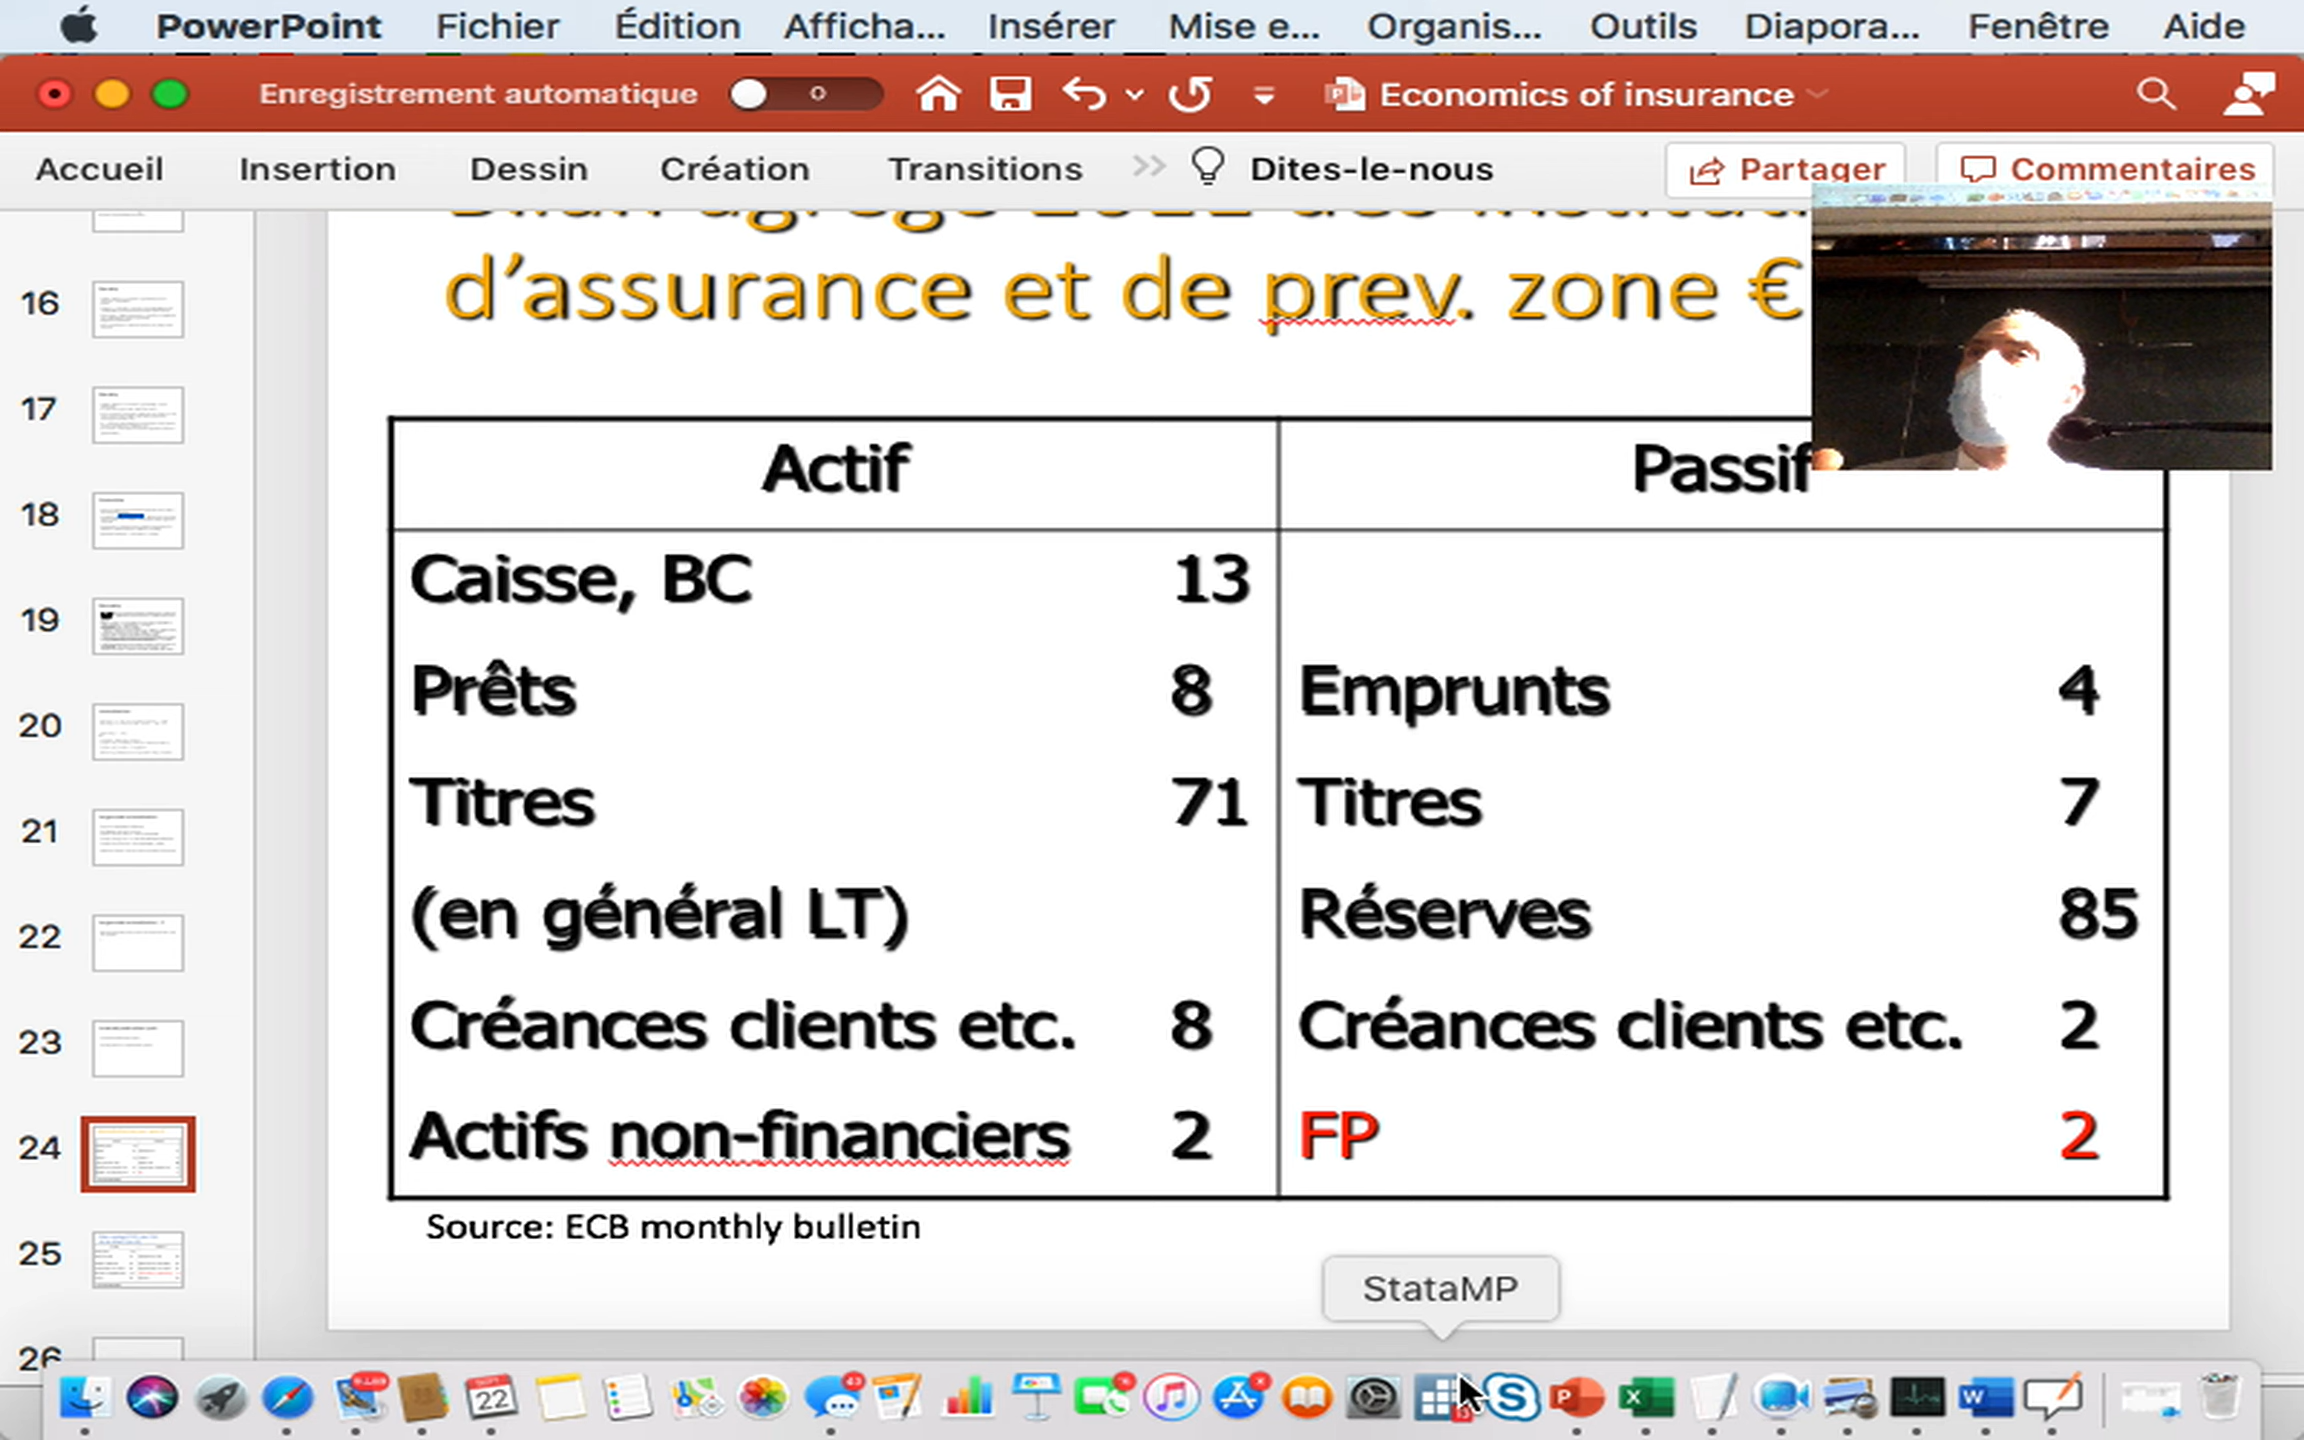 PowerPoint Fichier Édition Afficha... Insérer Mise e... Organis... Outils Diapora... Fenêtre Aide
Enregistrement automatique Economics of insurance
Accueil Insertion Dessin Création Transitions Dites-le-nous Partager Commentaires
d'assurance et de prev. zone €
16
17
18
19
20
21
22
23
24
25
26
Actif Passif
Caisse, BC 13
Prêts 8 Emprunts 4
Titres 71 Titres 7
(en général LT) Réserves 85
Créances clients etc. 8 Créances clients etc. 2
Actifs non-financiers 2 FP 2
Source: ECB monthly bulletin
StataMP
22